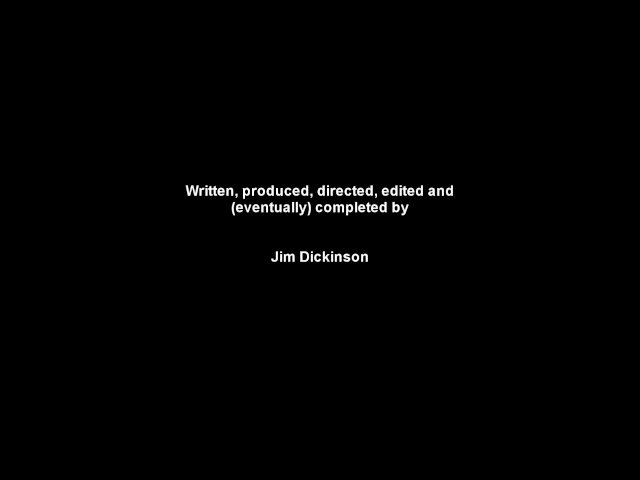 Written, produced, directed, edited and
(eventually) completed by
Jim Dickinson